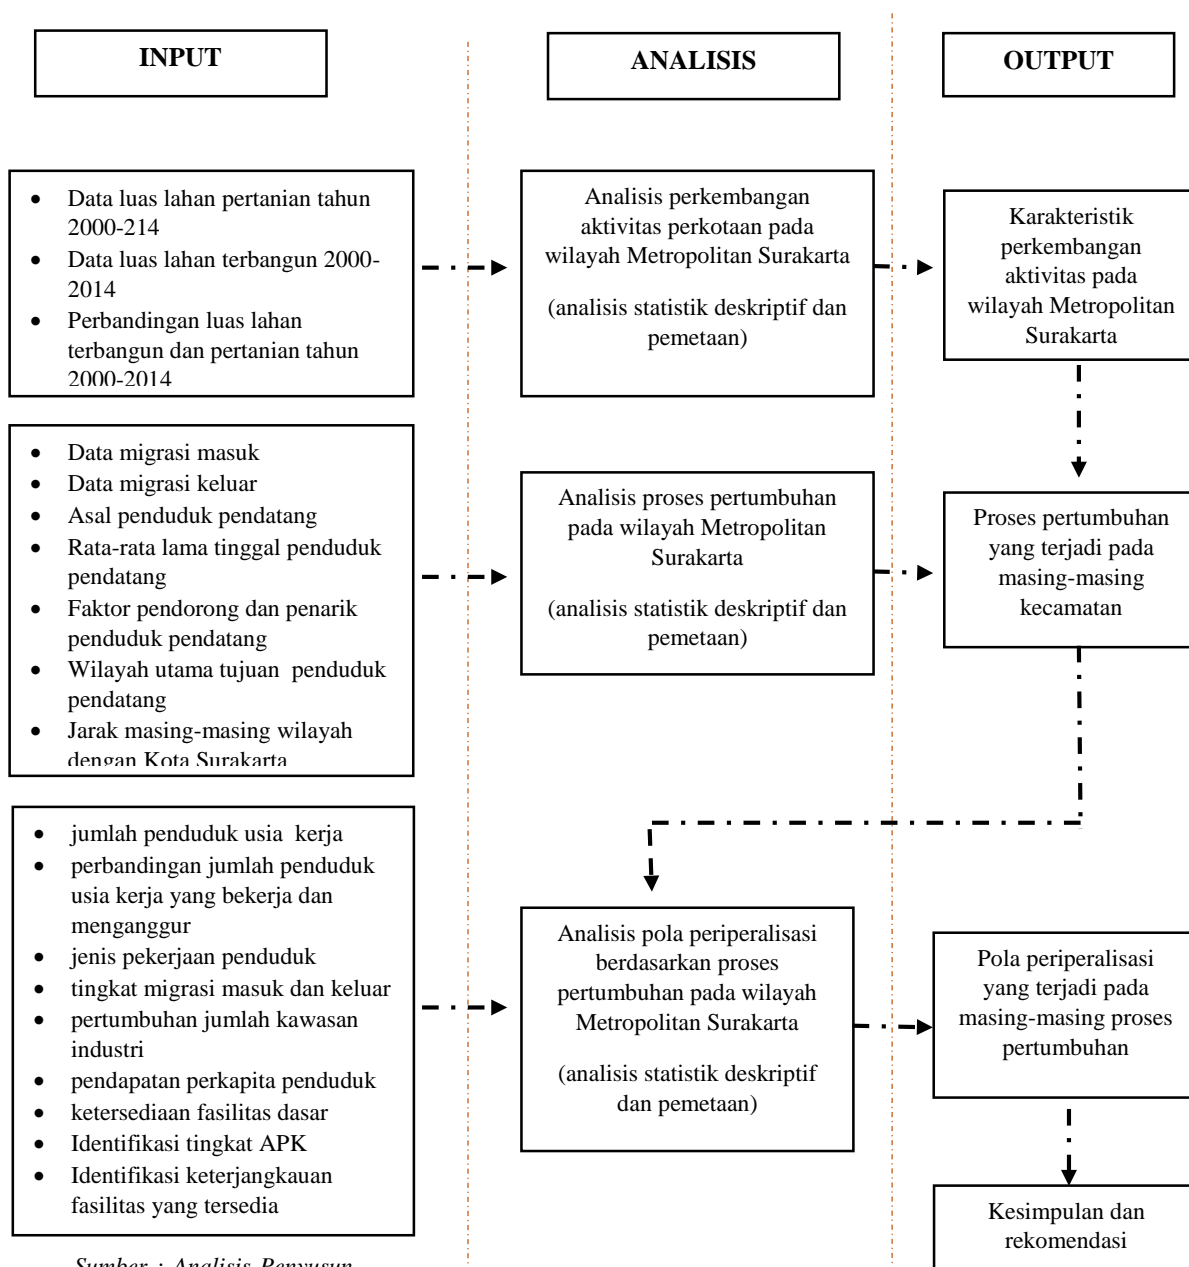 INPUT
ANALISIS
OUTPUT
• Data luas lahan pertanian tahun
2000-214
• Data luas lahan terbangun 2000-
2014
• Perbandingan luas lahan
terbangun dan pertanian tahun
2000-2014
Analisis perkembangan
aktivitas perkotaan pada
wilayah Metropolitan Surakarta
(analisis statistik deskriptif dan
pemetaan)
Karakteristik
perkembangan
aktivitas pada
wilayah Metropolitan
Surakarta
• Data migrasi masuk
• Data migrasi keluar
• Asal penduduk pendatang
• Rata-rata lama tinggal penduduk
pendatang
• Faktor pendorong dan penarik
penduduk pendatang
• Wilayah utama tujuan penduduk
pendatang
• Jarak masing-masing wilayah
dengan Kota Surakarta
Analisis proses pertumbuhan
pada wilayah Metropolitan
Surakarta
(analisis statistik deskriptif dan
pemetaan)
Proses pertumbuhan
yang terjadi pada
masing-masing
kecamatan
• jumlah penduduk usia kerja
• perbandingan jumlah penduduk
usia kerja yang bekerja dan
menganggur
• jenis pekerjaan penduduk
• tingkat migrasi masuk dan keluar
• pertumbuhan jumlah kawasan
industri
• pendapatan perkapita penduduk
• ketersediaan fasilitas dasar
• Identifikasi tingkat APK
• Identifikasi keterjangkauan
fasilitas yang tersedia
Analisis pola periperalisasi
berdasarkan proses
pertumbuhan pada wilayah
Metropolitan Surakarta
(analisis statistik deskriptif
dan pemetaan)
Pola periperalisasi
yang terjadi pada
masing-masing proses
pertumbuhan
Kesimpulan dan
rekomendasi
Sumber : Analisis Penyusun